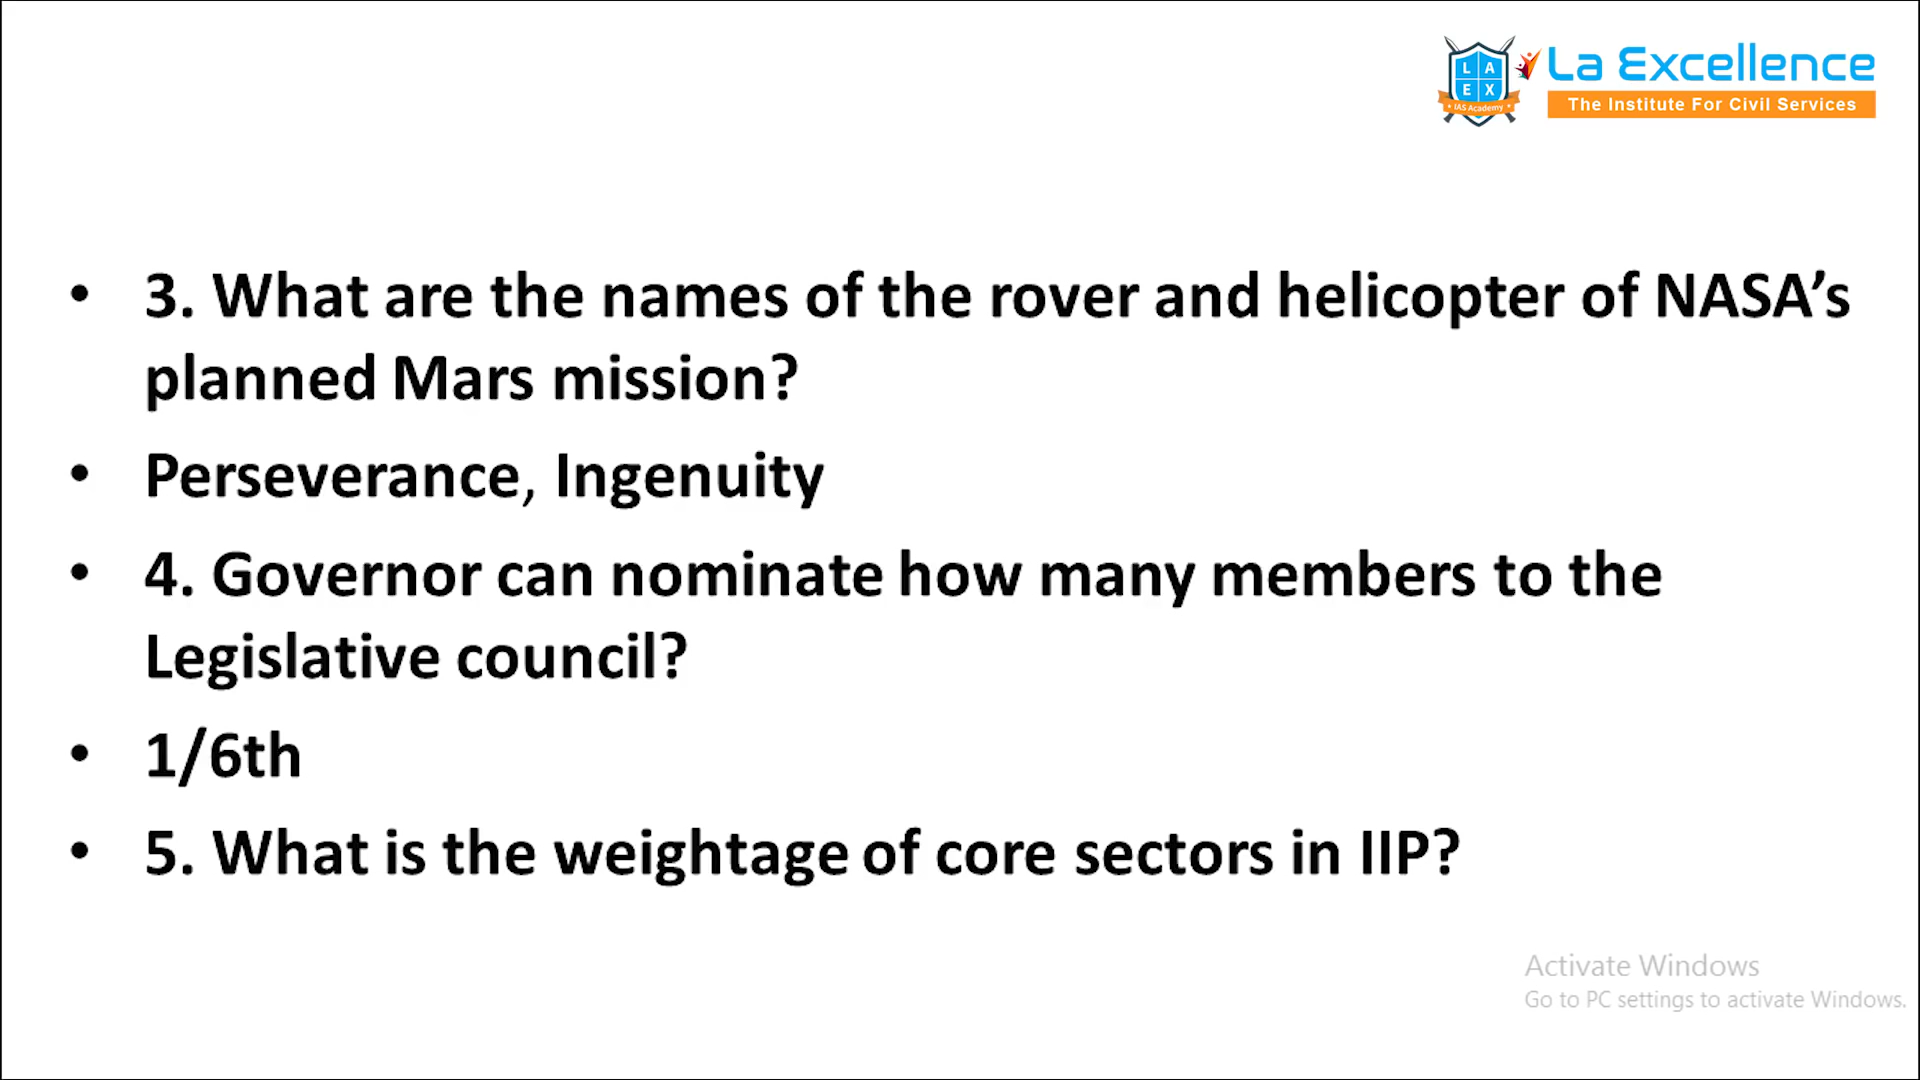 L A
E X
IAS Academy
La Excellence
The Institute For Civil Services
• 3. What are the names of the rover and helicopter of NASA’s
planned Mars mission?
• Perseverance, Ingenuity
• 4. Governor can nominate how many members to the
Legislative council?
• 1/6th
• 5. What is the weightage of core sectors in IIP?
Activate Windows
Go to PC settings to activate Windows.